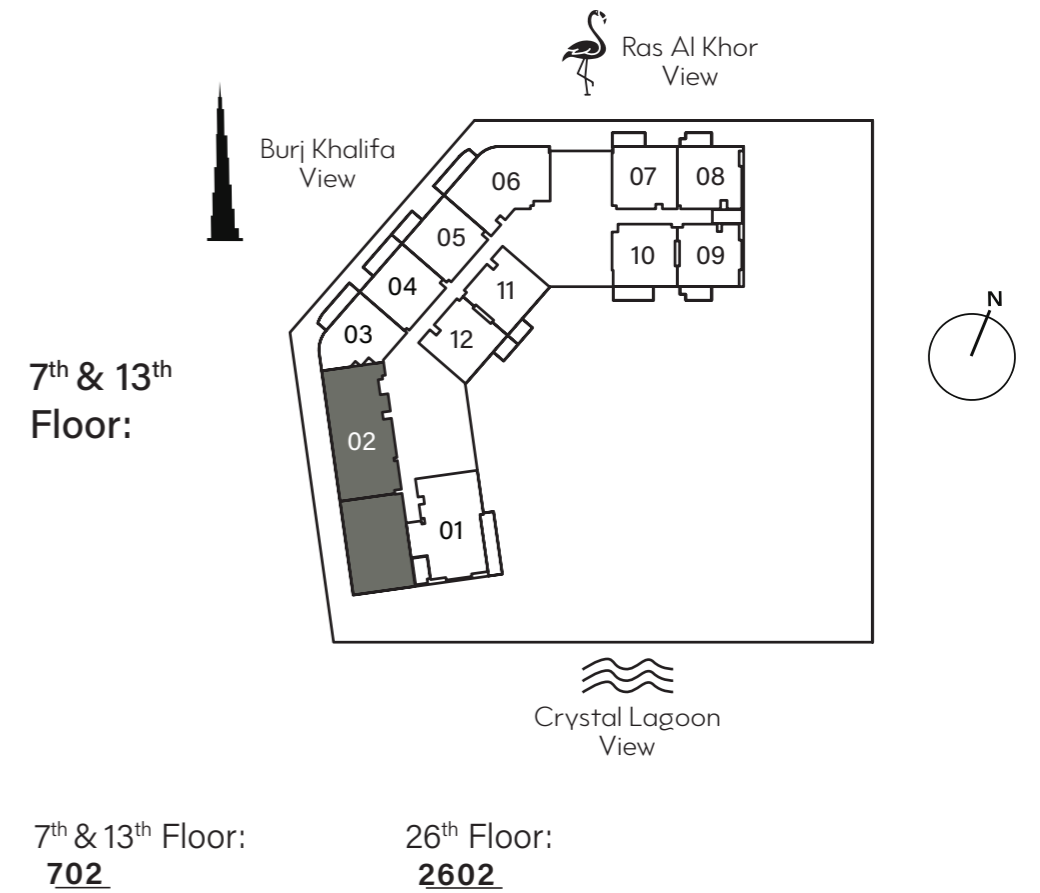 Ras Al Khor
View
Burj Khalifa
View
06
07
08
05
10
09
04
11
N
03
12
7th & 13th
Floor:
02
01
Crystal Lagoon
View
7th & 13th Floor:
26th Floor:
702
2602